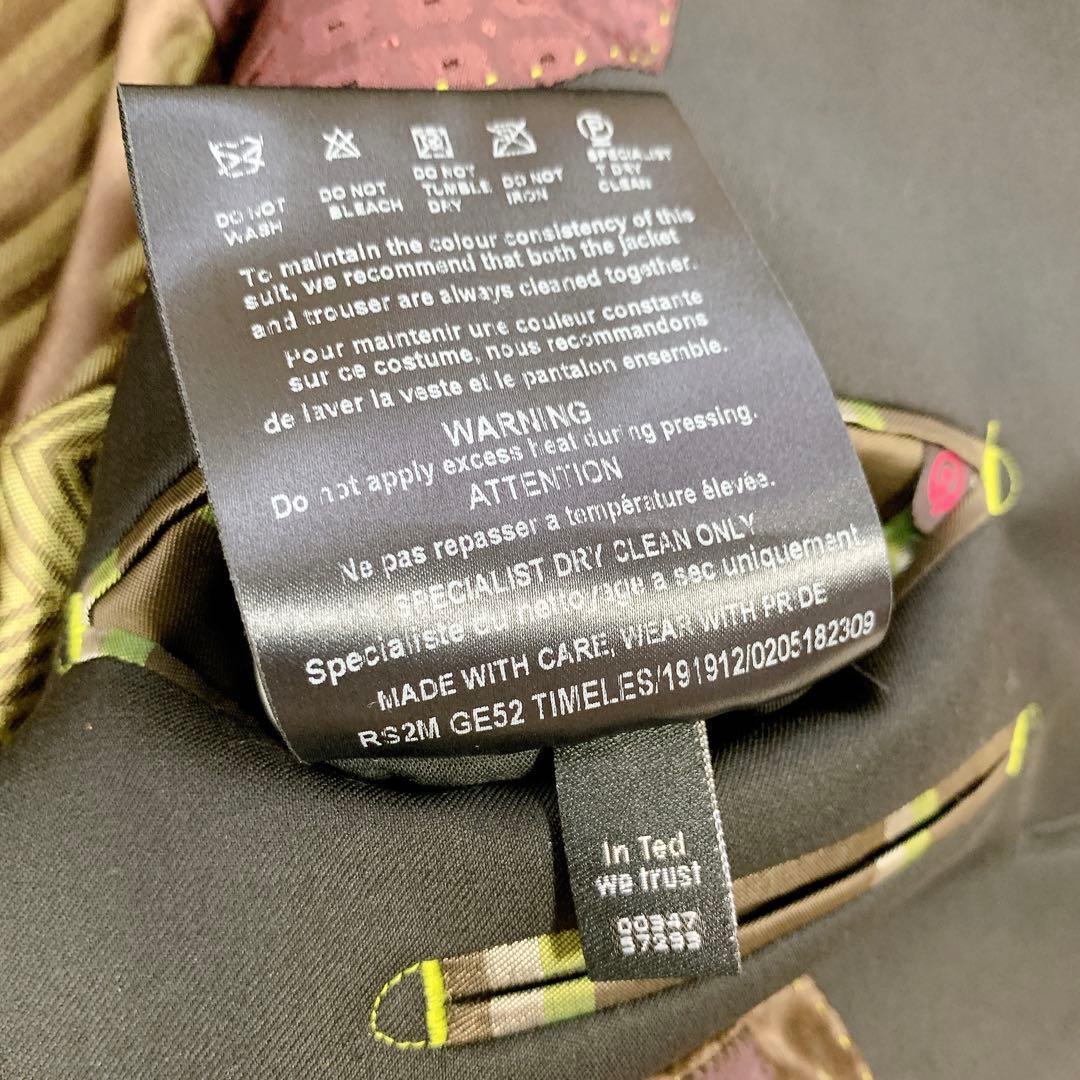 DO NOT
WASH
DO NOT
BLEACH
DO NOT
TUMBLE
DRY
DO NOT
IRON
P
SPECIALIST
T DRY
CLEAN
To maintain the colour consistency of this
suit, we recommend that both the jacket
and trouser are always cleaned together.
Pour maintenir une couleur constante
sur ce costume, nous recommandons
de laver la veste et le pantalon ensemble.
WARNING
Do not apply excess heat during pressing.
ATTENTION
Ne pas repasser a température élevée.
SPECIALIST DRY CLEAN ONLY
Specialiste du nettoyage a sec uniquement
MADE WITH CARE, WEAR WITH PRIDE
RS2M GE52 TIMELES/191912/0205182309
In Ted
we trust
00347
37293